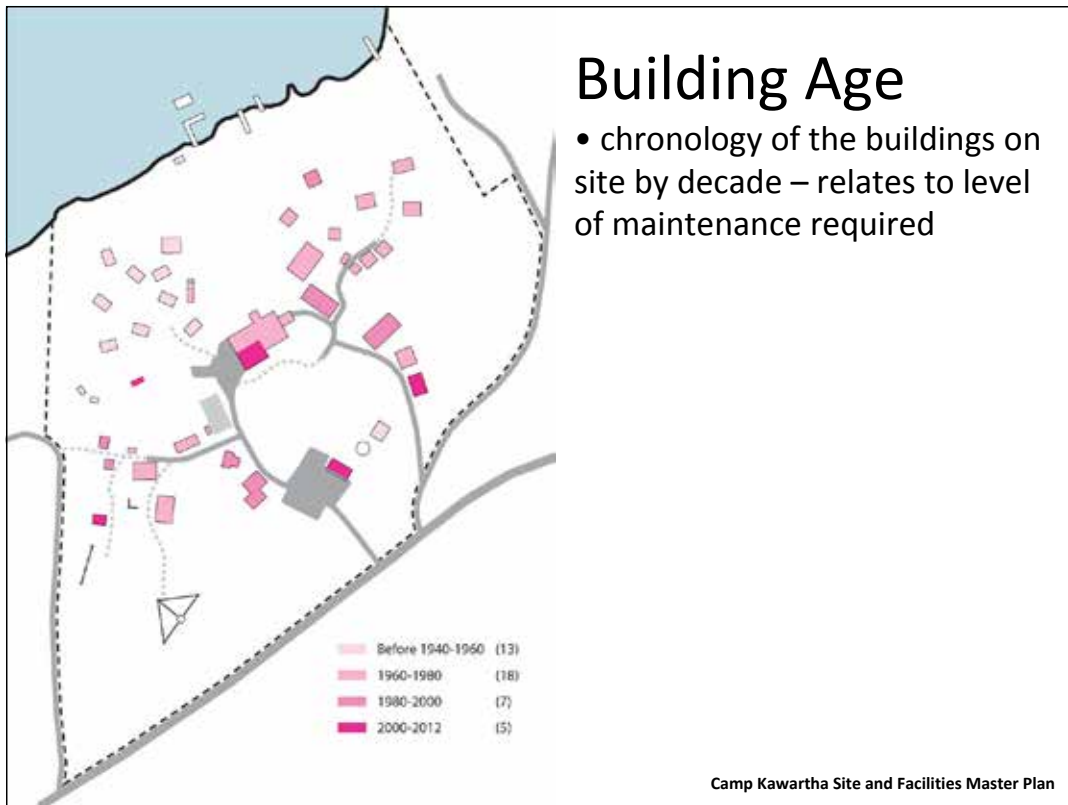 Building Age
• chronology of the buildings on
site by decade – relates to level
of maintenance required
Before 1940-1960 (13)
1960-1980 (18)
1980-2000 (7)
2000-2012 (5)
Camp Kawartha Site and Facilities Master Plan